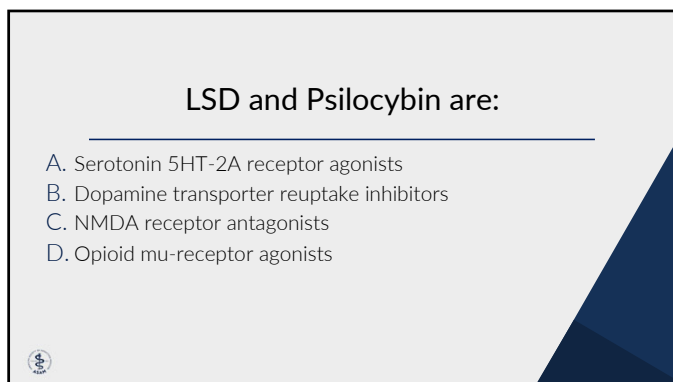 LSD and Psilocybin are:
A. Serotonin 5HT-2A receptor agonists
B. Dopamine transporter reuptake inhibitors
C. NMDA receptor antagonists
D. Opioid mu-receptor agonists
ASAM